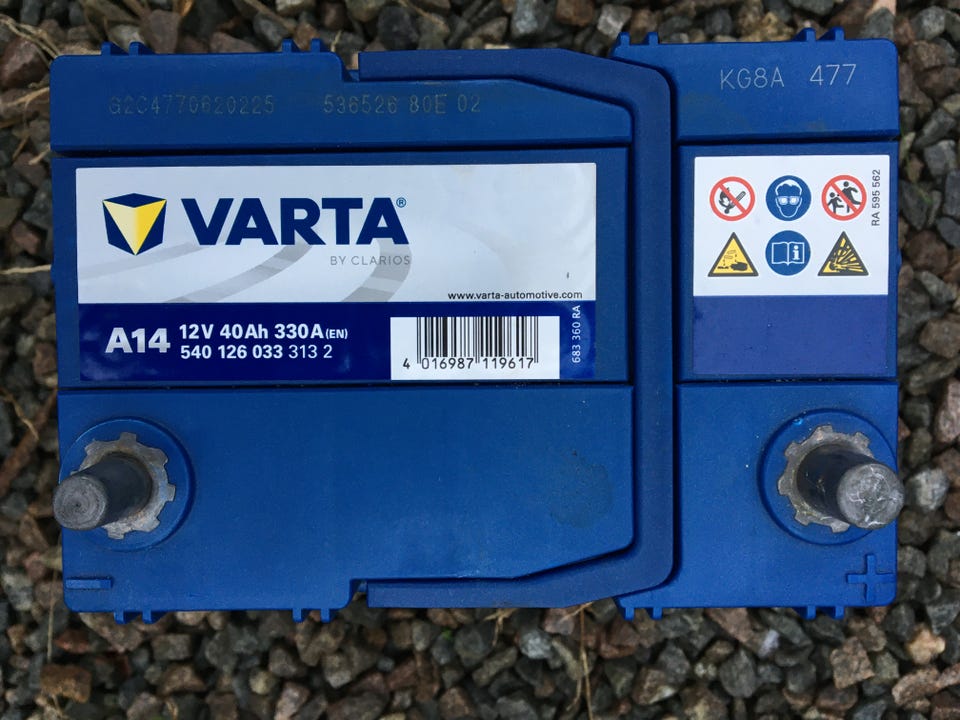 G2C4770620225 536526 80E 02
KG8A 477
VARTA®
BY CLARIOS
www.varta-automotive.com
A14 12V 40Ah 330A (EN)
540 126 033 313 2
4 016987 119617
683 360 RA
RA 595 562
i
−
+